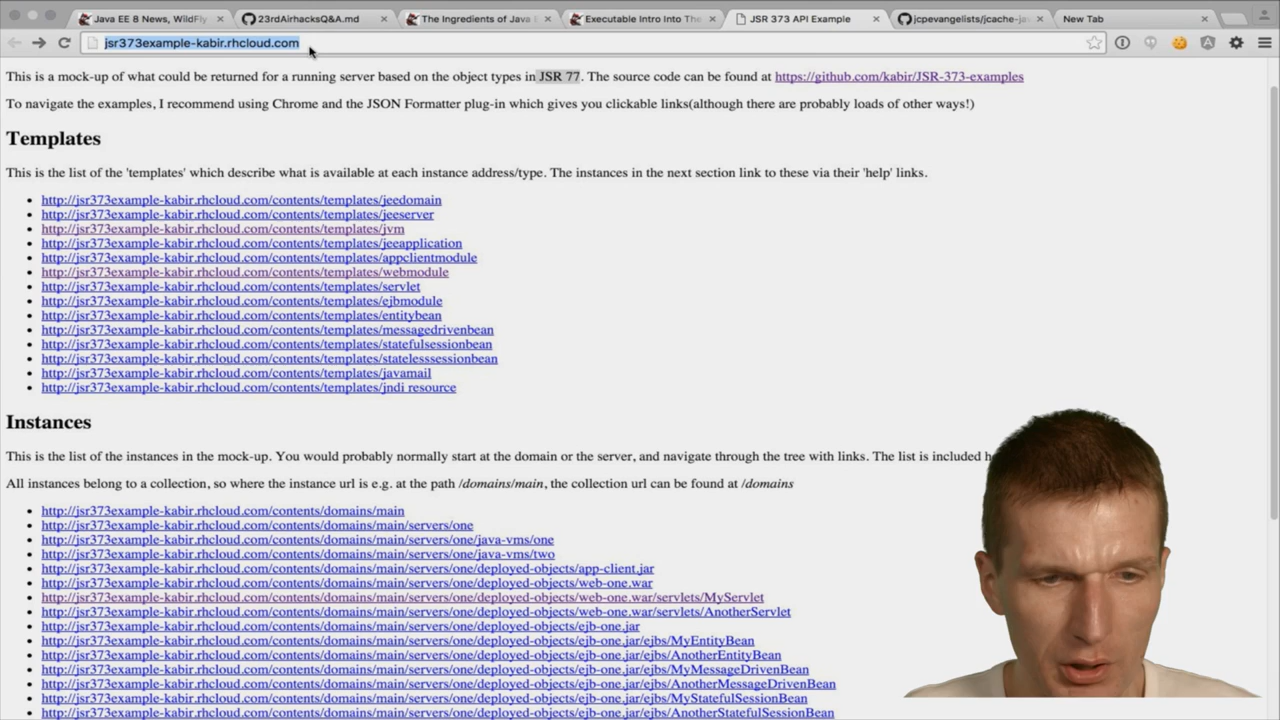 Java EE 8 News, WildFly
23rdAirhacksQ&A.md
The Ingredients of Java
Executable Intro Into The
JSR 373 API Example
jcpevangelists/jcache-ja
New Tab
jsr373example-kabir.rhcloud.com
This is a mock-up of what could be returned for a running server based on the object types in JSR 77. The source code can be found at https://github.com/kabir/JSR-373-examples
To navigate the examples, I recommend using Chrome and the JSON Formatter plug-in which gives you clickable links(although there are probably loads of other ways!)
Templates
This is the list of the 'templates' which describe what is available at each instance address/type. The instances in the next section link to these via their 'help' links.
http://jsr373example-kabir.rhcloud.com/contents/templates/jeedomain
http://jsr373example-kabir.rhcloud.com/contents/templates/jeeserver
http://jsr373example-kabir.rhcloud.com/contents/templates/jvm
http://jsr373example-kabir.rhcloud.com/contents/templates/jeeapplication
http://jsr373example-kabir.rhcloud.com/contents/templates/appclientmodule
http://jsr373example-kabir.rhcloud.com/contents/templates/webmodule
http://jsr373example-kabir.rhcloud.com/contents/templates/servlet
http://jsr373example-kabir.rhcloud.com/contents/templates/ejbmodule
http://jsr373example-kabir.rhcloud.com/contents/templates/entitybean
http://jsr373example-kabir.rhcloud.com/contents/templates/messagedrivenbean
http://jsr373example-kabir.rhcloud.com/contents/templates/statefulsessionbean
http://jsr373example-kabir.rhcloud.com/contents/templates/statelesssessionbean
http://jsr373example-kabir.rhcloud.com/contents/templates/javamail
http://jsr373example-kabir.rhcloud.com/contents/templates/jndi resource
Instances
This is the list of the instances in the mock-up. You would probably normally start at the domain or the server, and navigate through the tree with links. The list is included
All instances belong to a collection, so where the instance url is e.g. at the path /domains/main, the collection url can be found at /domains
http://jsr373example-kabir.rhcloud.com/contents/domains/main
http://jsr373example-kabir.rhcloud.com/contents/domains/main/servers/one
http://jsr373example-kabir.rhcloud.com/contents/domains/main/servers/one/java-vms/one
http://jsr373example-kabir.rhcloud.com/contents/domains/main/servers/one/java-vms/two
http://jsr373example-kabir.rhcloud.com/contents/domains/main/servers/one/deployed-objects/app-client.jar
http://jsr373example-kabir.rhcloud.com/contents/domains/main/servers/one/deployed-objects/web-one.war
http://jsr373example-kabir.rhcloud.com/contents/domains/main/servers/one/deployed-objects/web-one.war/servlets/MyServlet
http://jsr373example-kabir.rhcloud.com/contents/domains/main/servers/one/deployed-objects/web-one.war/servlets/AnotherServlet
http://jsr373example-kabir.rhcloud.com/contents/domains/main/servers/one/deployed-objects/ejb-one.jar
http://jsr373example-kabir.rhcloud.com/contents/domains/main/servers/one/deployed-objects/ejb-one.jar/ejbs/MyEntityBean
http://jsr373example-kabir.rhcloud.com/contents/domains/main/servers/one/deployed-objects/ejb-one.jar/ejbs/AnotherEntityBean
http://jsr373example-kabir.rhcloud.com/contents/domains/main/servers/one/deployed-objects/ejb-one.jar/ejbs/MyMessageDrivenBean
http://jsr373example-kabir.rhcloud.com/contents/domains/main/servers/one/deployed-objects/ejb-one.jar/ejbs/AnotherMessageDrivenBean
http://jsr373example-kabir.rhcloud.com/contents/domains/main/servers/one/deployed-objects/ejb-one.jar/ejbs/MyStatefulSessionBean
http://jsr373example-kabir.rhcloud.com/contents/domains/main/servers/one/deployed-objects/ejb-one.jar/ejbs/AnotherStatefulSessionBean